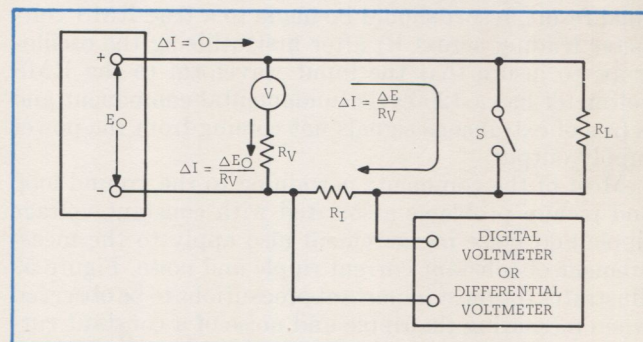 ΔI = O
+
V
E_O
ΔI = ΔE/R_V
S
R_L
R_V
ΔI = ΔE_O/R_V
-
R_I
DIGITAL
VOLTMETER
OR
DIFFERENTIAL
VOLTMETER